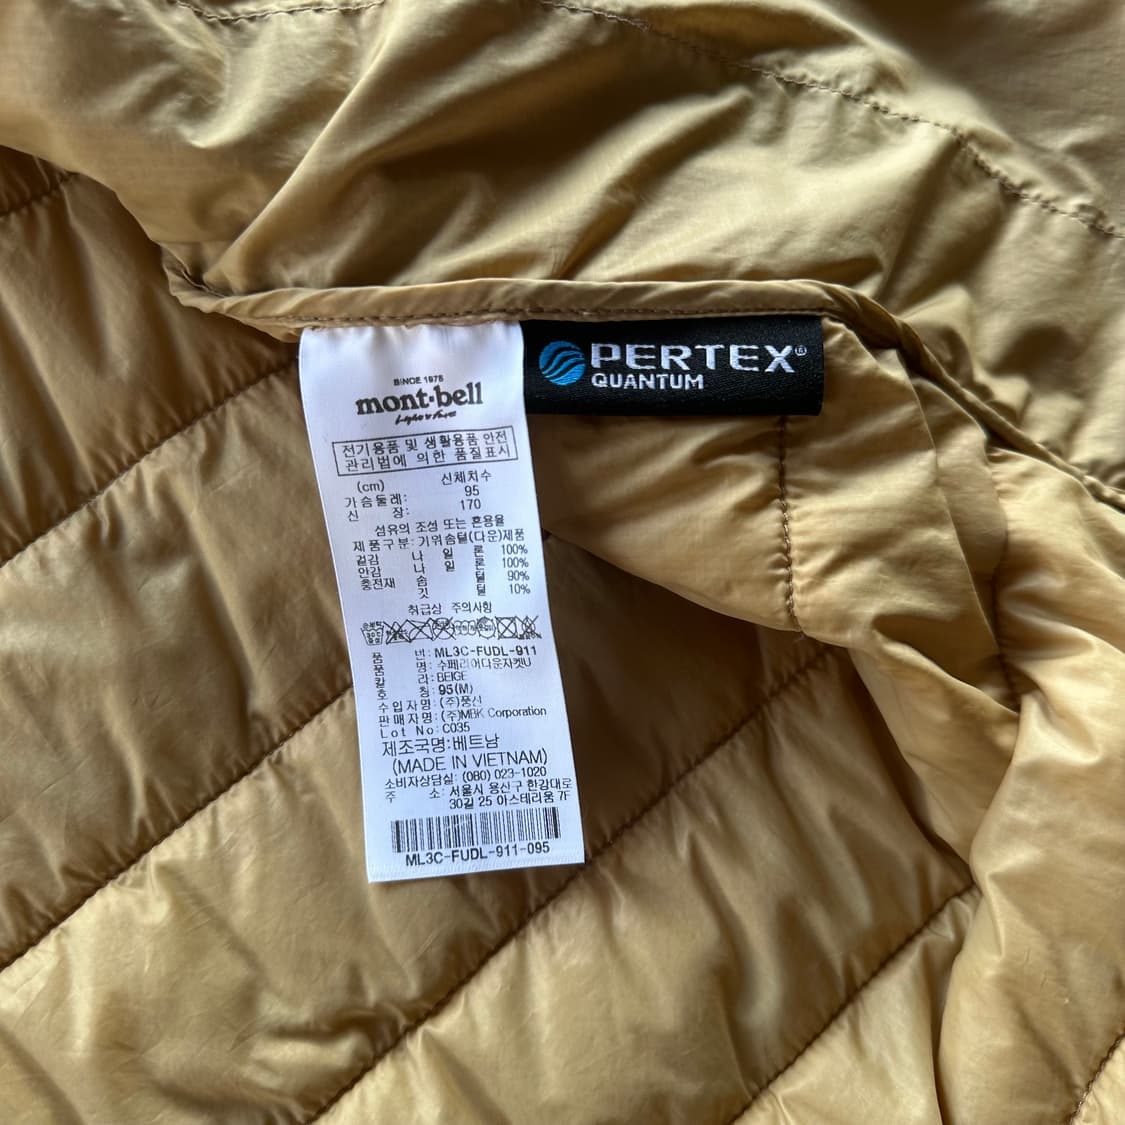 SINCE 1975
mont·bell
Light & Fast
PERTEX®
QUANTUM
전기용품 및 생활용품 안전
관리법에 의한 품질표시
(cm) 신체치수
가슴둘레: 95
신 장: 170
섬유의 조성 또는 혼용율
제품구분: 거위솜털(다운)제품
겉감 나 일 론 100%
안감 나 일 론 100%
충전재 솜 털 90%
깃 털 10%
취급상 주의사항
품 번: ML3C-FUDL-911
품 명: 수페리어다운자켓U
칼 라: BEIGE
호 칭: 95(M)
수입자명: (주)풍신
판매자명: (주)MBK Corporation
Lot No: C035
제조국명: 베트남
(MADE IN VIETNAM)
소비자상담실: (080) 023-1020
주 소: 서울시 용산구 한강대로
30길 25 아스테리움 7F
ML3C-FUDL-911-095